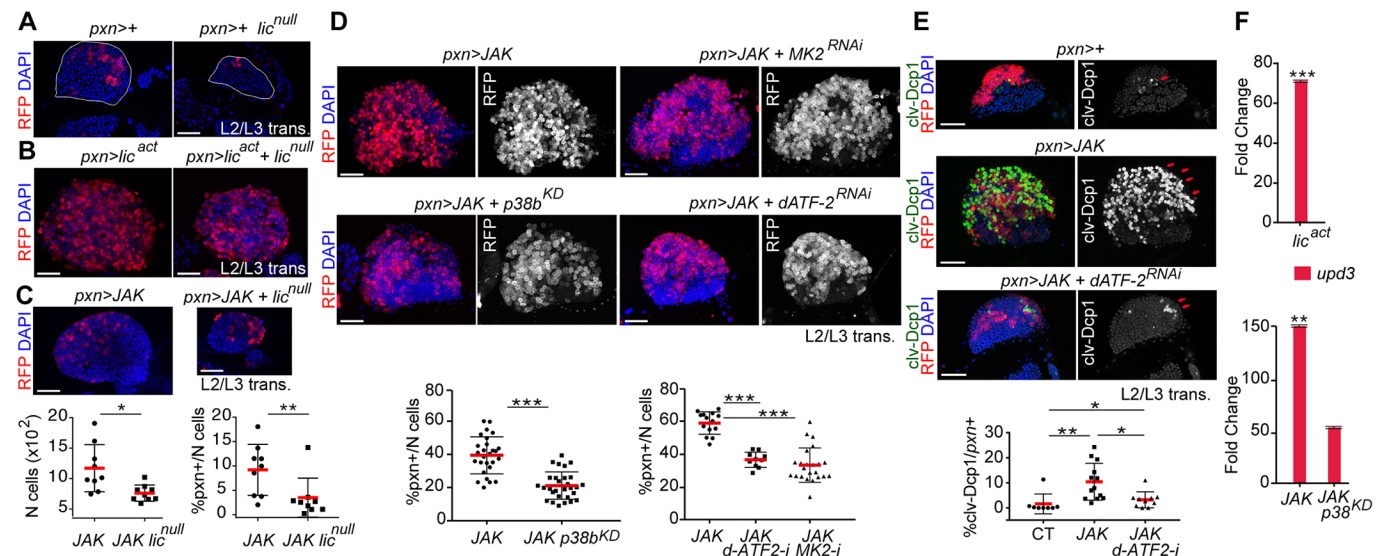 A
pxn>+
pxn>+ lic^null
RFP DAPI
L2/L3 trans.
B
pxn>lic^act
pxn>lic^act + lic^null
RFP DAPI
L2/L3 trans
C
pxn>JAK
pxn>JAK + lic^null
RFP DAPI
L2/L3 trans.
N cells (x10^2)
20
15
10
5
*
JAK
JAK lic^null
%pxn+/N cells
20
15
10
5
0
**
JAK
JAK lic^null
D
pxn>JAK
pxn>JAK + MK2^RNAi
RFP DAPI
RFP
RFP
pxn>JAK + p38b^KD
pxn>JAK + dATF-2^RNAi
RFP DAPI
RFP
RFP
L2/L3 trans.
%pxn+/N cells
80
60
40
20
0
***
JAK
JAK p38b^KD
%pxn+/N cells
80
60
40
20
0
***
***
JAK
JAK
JAK
d-ATF2-i
MK2-i
E
pxn>+
clv-Dcp1
RFP DAPI
clv-Dcp1
pxn>JAK
clv-Dcp1
RFP DAPI
clv-Dcp1
pxn>JAK + dATF-2^RNAi
clv-Dcp1
RFP DAPI
clv-Dcp1
L2/L3 trans.
%clv-Dcp1/pxn+
30
20
10
0
*
**
*
CT
JAK
JAK
d-ATF2-i
F
Fold Change
80
60
40
20
0
***
lic^act
upd3
Fold Change
150
100
50
0
**
JAK
JAK
p38^KD